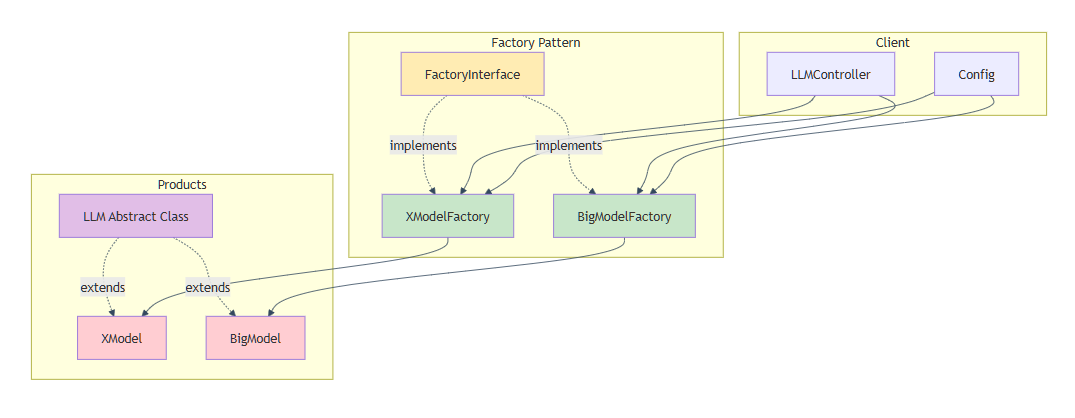 Factory Pattern
Client
FactoryInterface
LLMController
Config
implements
implements
Products
LLM Abstract Class
XModelFactory
BigModelFactory
extends
extends
XModel
BigModel